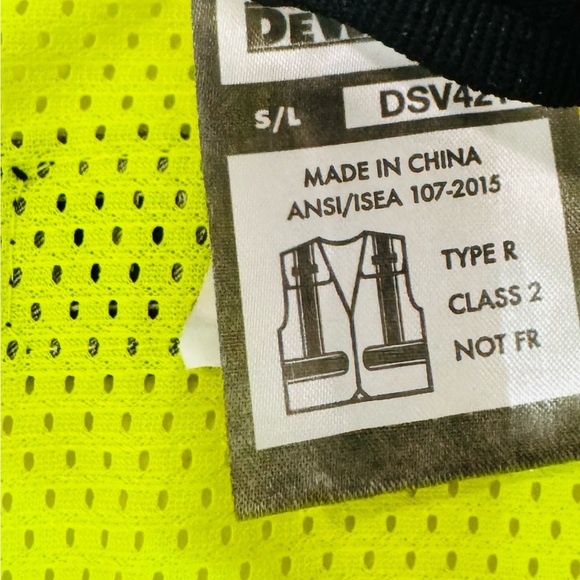 S/L
MADE IN CHINA
ANSI/ISEA 107-2015
TYPE R
CLASS 2
NOT FR